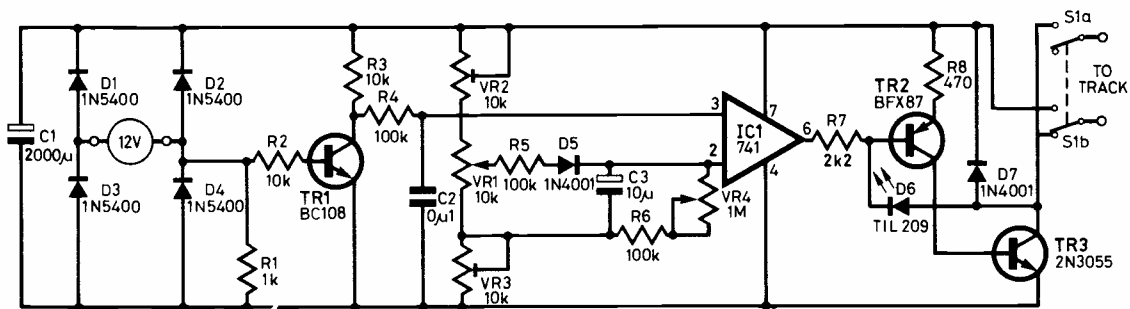 C1
2000µ
D1
1N5400
D2
1N5400
12V
D3
1N5400
D4
1N5400
R2
10k
R1
1k
TR1
BC108
R3
10k
R4
100k
C2
0µ1
VR2
10k
VR1
10k
VR3
10k
R5
100k
D5
1N4001
C3
10µ
R6
100k
VR4
1M
3
2
IC1
741
7
4
6
R7
2k2
TR2
BFX87
R8
470
D6
TIL209
D7
1N4001
TR3
2N3055
S1a
TO
TRACK
S1b